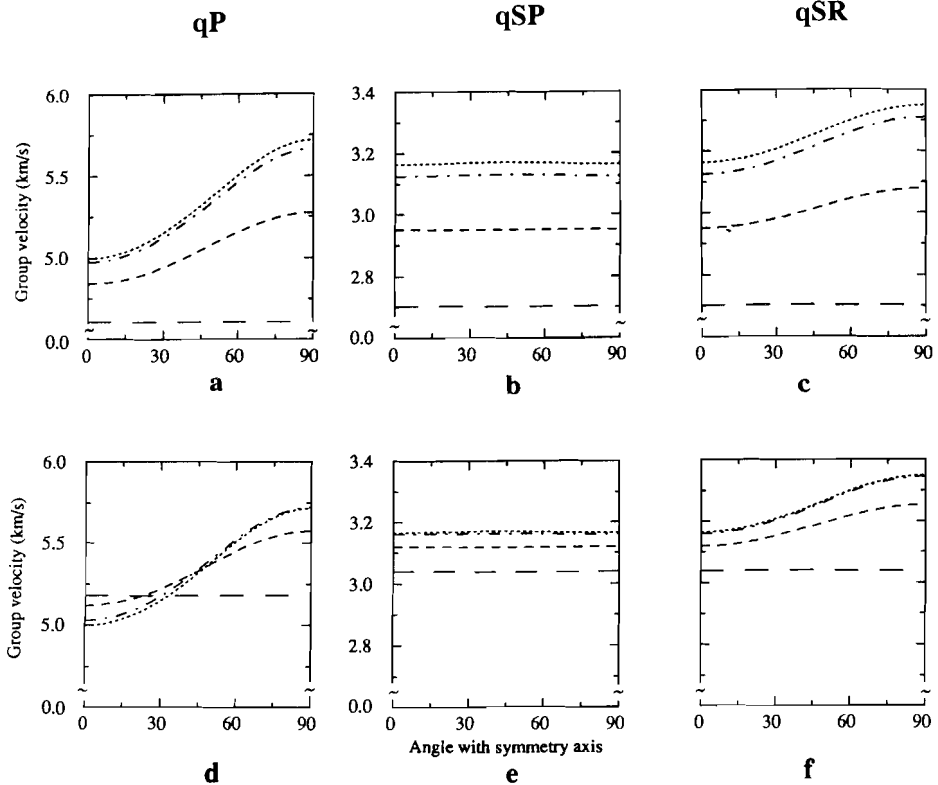 qP qSP qSR
6.0 3.4
5.5 3.2
5.0 3.0
2.8
0.0 0.0
~ ~ ~ ~ ~ ~
Group velocity (km/s)
0 30 60 90 0 30 60 90 0 30 60 90
a b c
6.0 3.4
5.5 3.2
5.0 3.0
2.8
0.0 0.0
~ ~ ~ ~ ~ ~
Group velocity (km/s)
0 30 60 90 0 30 60 90 0 30 60 90
Angle with symmetry axis
d e f